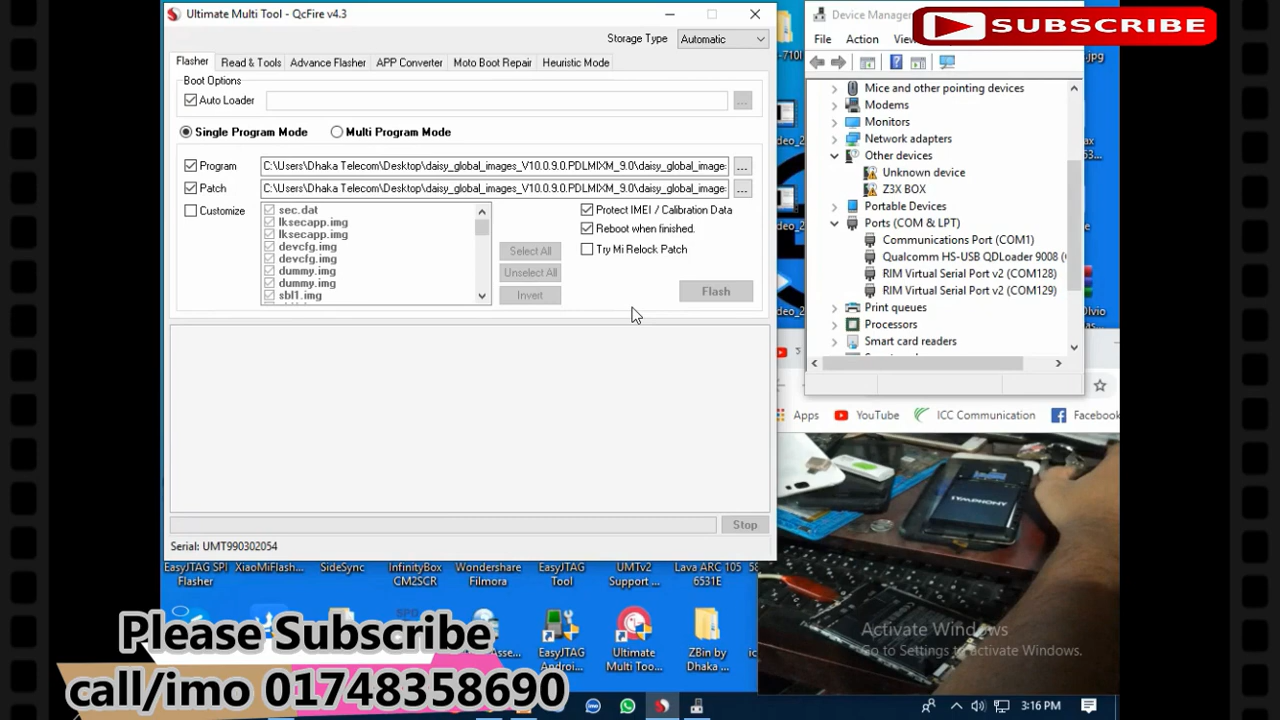 Ultimate Multi Tool - QcFire v4.3
Storage Type Automatic
Flasher Read & Tools Advance Flasher APP Converter Moto Boot Repair Heuristic Mode
Boot Options
Auto Loader ...
Single Program Mode Multi Program Mode
Program C:\Users\Dhaka Telecom\Desktop\daisy_global_images_V10.0.9.0.PDLMIXM_9.0\daisy_global_image: ...
Patch C:\Users\Dhaka Telecom\Desktop\daisy_global_images_V10.0.9.0.PDLMIXM_9.0\daisy_global_image: ...
Customize
sec.dat
lksecapp.img
lksecapp.img
devcfg.img
devcfg.img
dummy.img
dummy.img
sbl1.img
Select All
Unselect All
Invert
Protect IMEI / Calibration Data
Reboot when finished.
Try Mi Relock Patch
Flash
Stop
Serial: UMT990302054
Device Manage
SUBSCRIBE
File Action View
Mice and other pointing devices
Modems
Monitors
Network adapters
Other devices
Unknown device
Z3X BOX
Portable Devices
Ports (COM & LPT)
Communications Port (COM1)
Qualcomm HS-USB QDLoader 9008 (
RIM Virtual Serial Port v2 (COM128)
RIM Virtual Serial Port v2 (COM129)
Print queues
Processors
Smart card readers
Apps YouTube ICC Communication Facebook
SYMPHONY
EasyJTAG SPI Flasher
XiaoMiFlash...
SideSync
InfinityBox CM2SCR
Wondershare Filmora
EasyJTAG Tool
UMTv2 Support ...
Lava ARC 105 6531E
EasyJTAG Androi...
Ultimate Multi Too...
ZBin by Dhaka ...
Please Subscribe
call/imo 01748358690
Activate Windows
Go to Settings to activate Windows.
3:16 PM